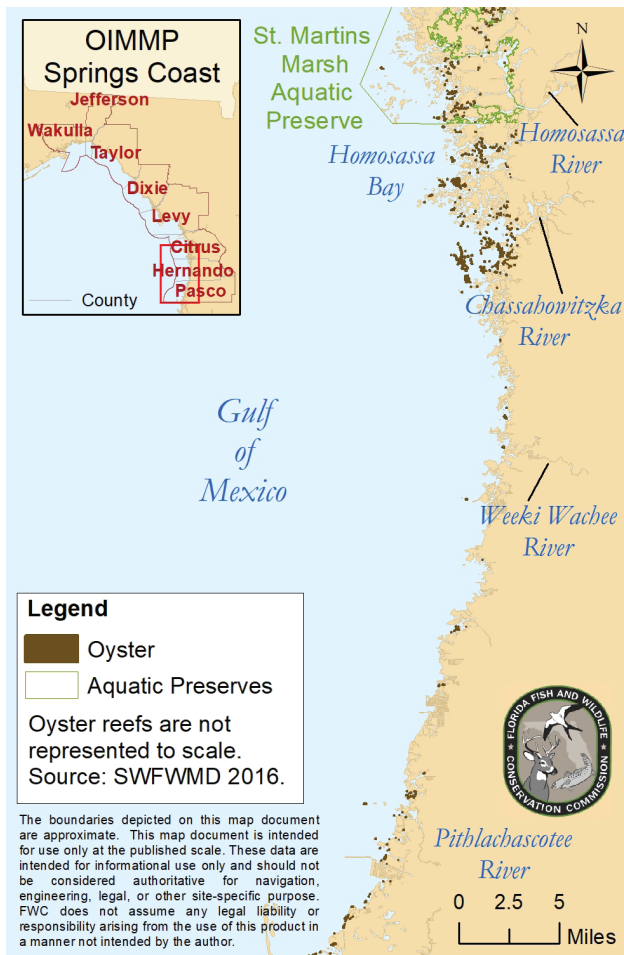 OIMMP
Springs Coast
Jefferson
Wakulla
Taylor
Dixie
Levy
Citrus
Hernando
Pasco
County
St. Martins
Marsh
Aquatic
Preserve
N
Homosassa
River
Homosassa
Bay
Chassahowitzka
River
Gulf
of
Mexico
Weeki Wachee
River
Legend
Oyster
Aquatic Preserves
Oyster reefs are not
represented to scale.
Source: SWFWMD 2016.
FLORIDA FISH AND WILDLIFE
CONSERVATION COMMISSION
The boundaries depicted on this map document
are approximate. This map document is intended
for use only at the published scale. These data are
intended for informational use only and should not
be considered authoritative for navigation,
engineering, legal, or other site-specific purpose.
FWC does not assume any legal liability or
responsibility arising from the use of this product in
a manner not intended by the author.
Pithlachascotee
River
0 2.5 5
Miles